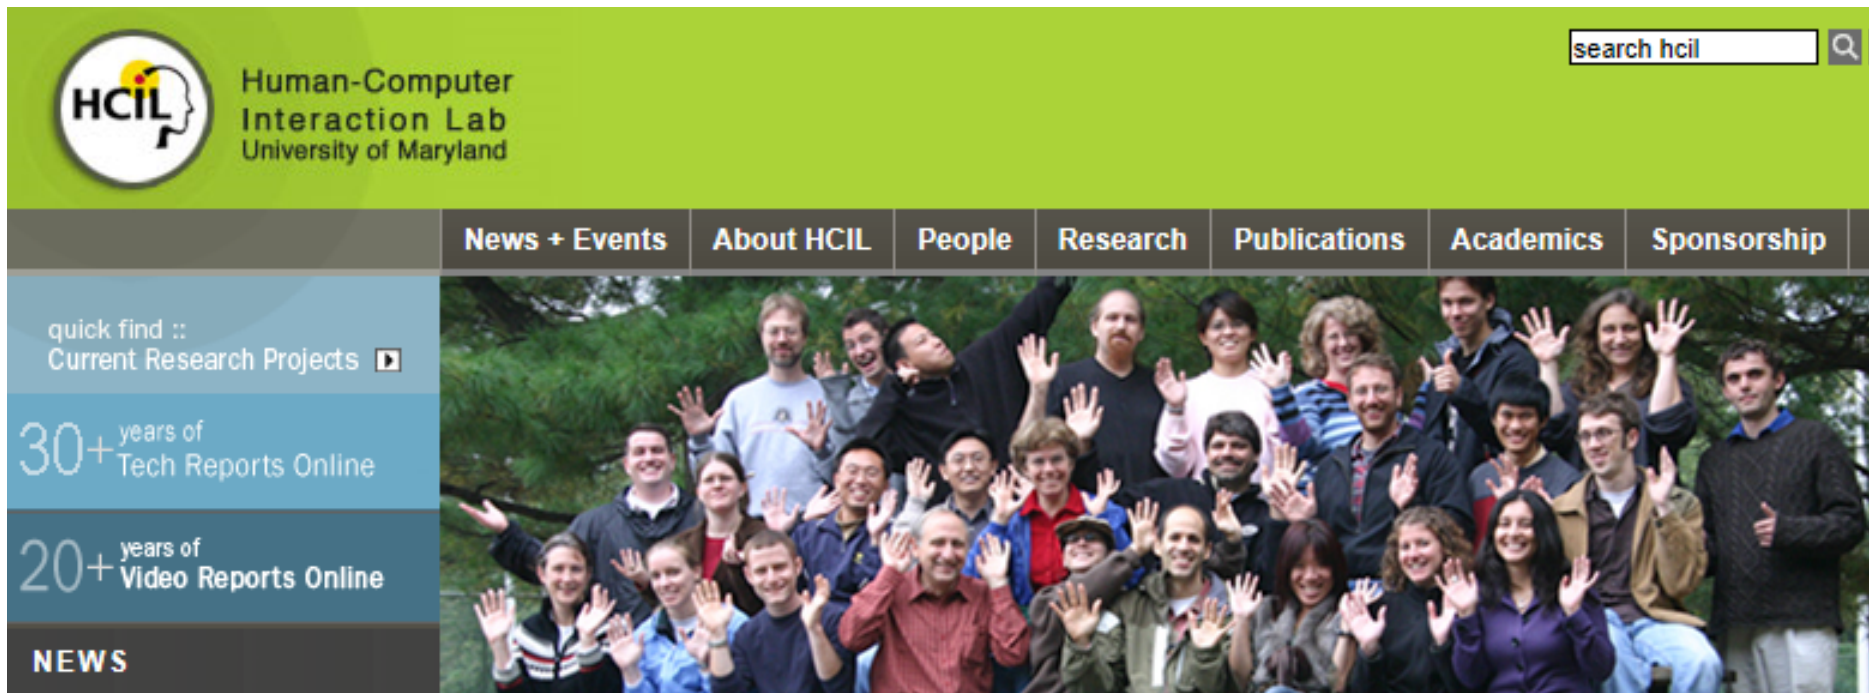 search hcil
HCIL
Human-Computer
Interaction Lab
University of Maryland
News + Events
About HCIL
People
Research
Publications
Academics
Sponsorship
quick find ::
Current Research Projects
30+ years of
Tech Reports Online
20+ years of
Video Reports Online
NEWS